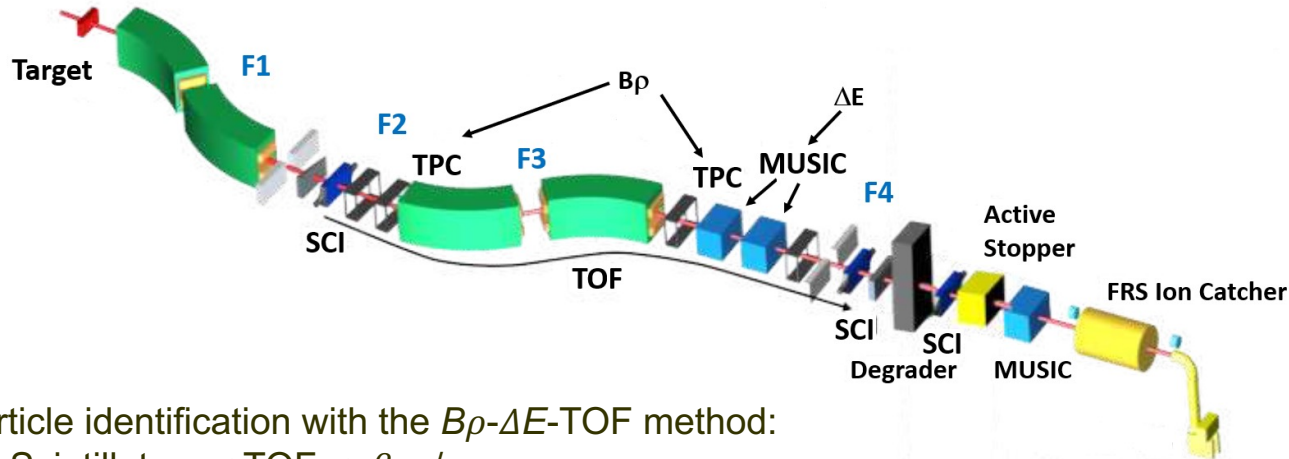 Target
F1
Bρ
ΔE
F2
TPC
F3
TPC
MUSIC
F4
SCI
TOF
Active
Stopper
FRS Ion Catcher
SCI
SCI
Degrader
MUSIC
rticle identification with the Bρ-ΔE-TOF method:
TOF